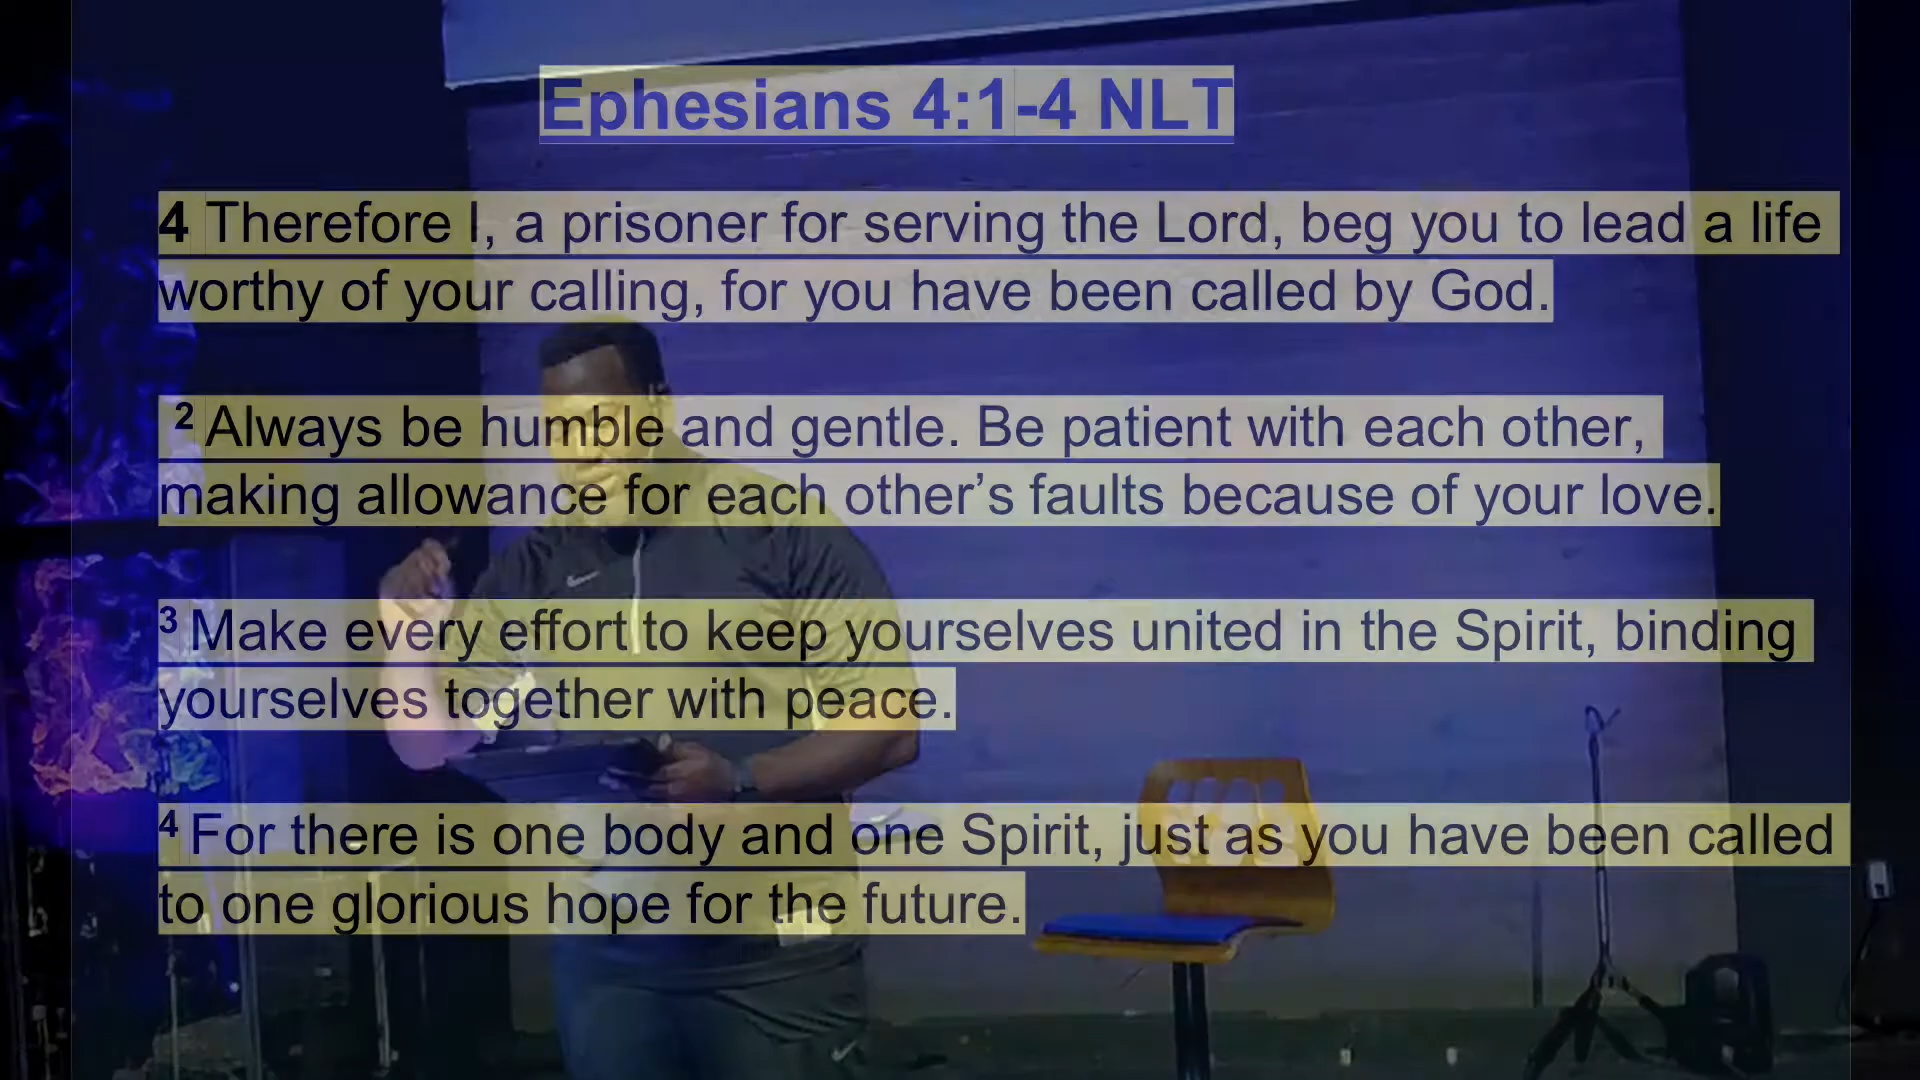 Ephesians 4:1-4 NLT
4 Therefore I, a prisoner for serving the Lord, beg you to lead a life
worthy of your calling, for you have been called by God.
2 Always be humble and gentle. Be patient with each other,
making allowance for each other’s faults because of your love.
3 Make every effort to keep yourselves united in the Spirit, binding
yourselves together with peace.
4 For there is one body and one Spirit, just as you have been called
to one glorious hope for the future.